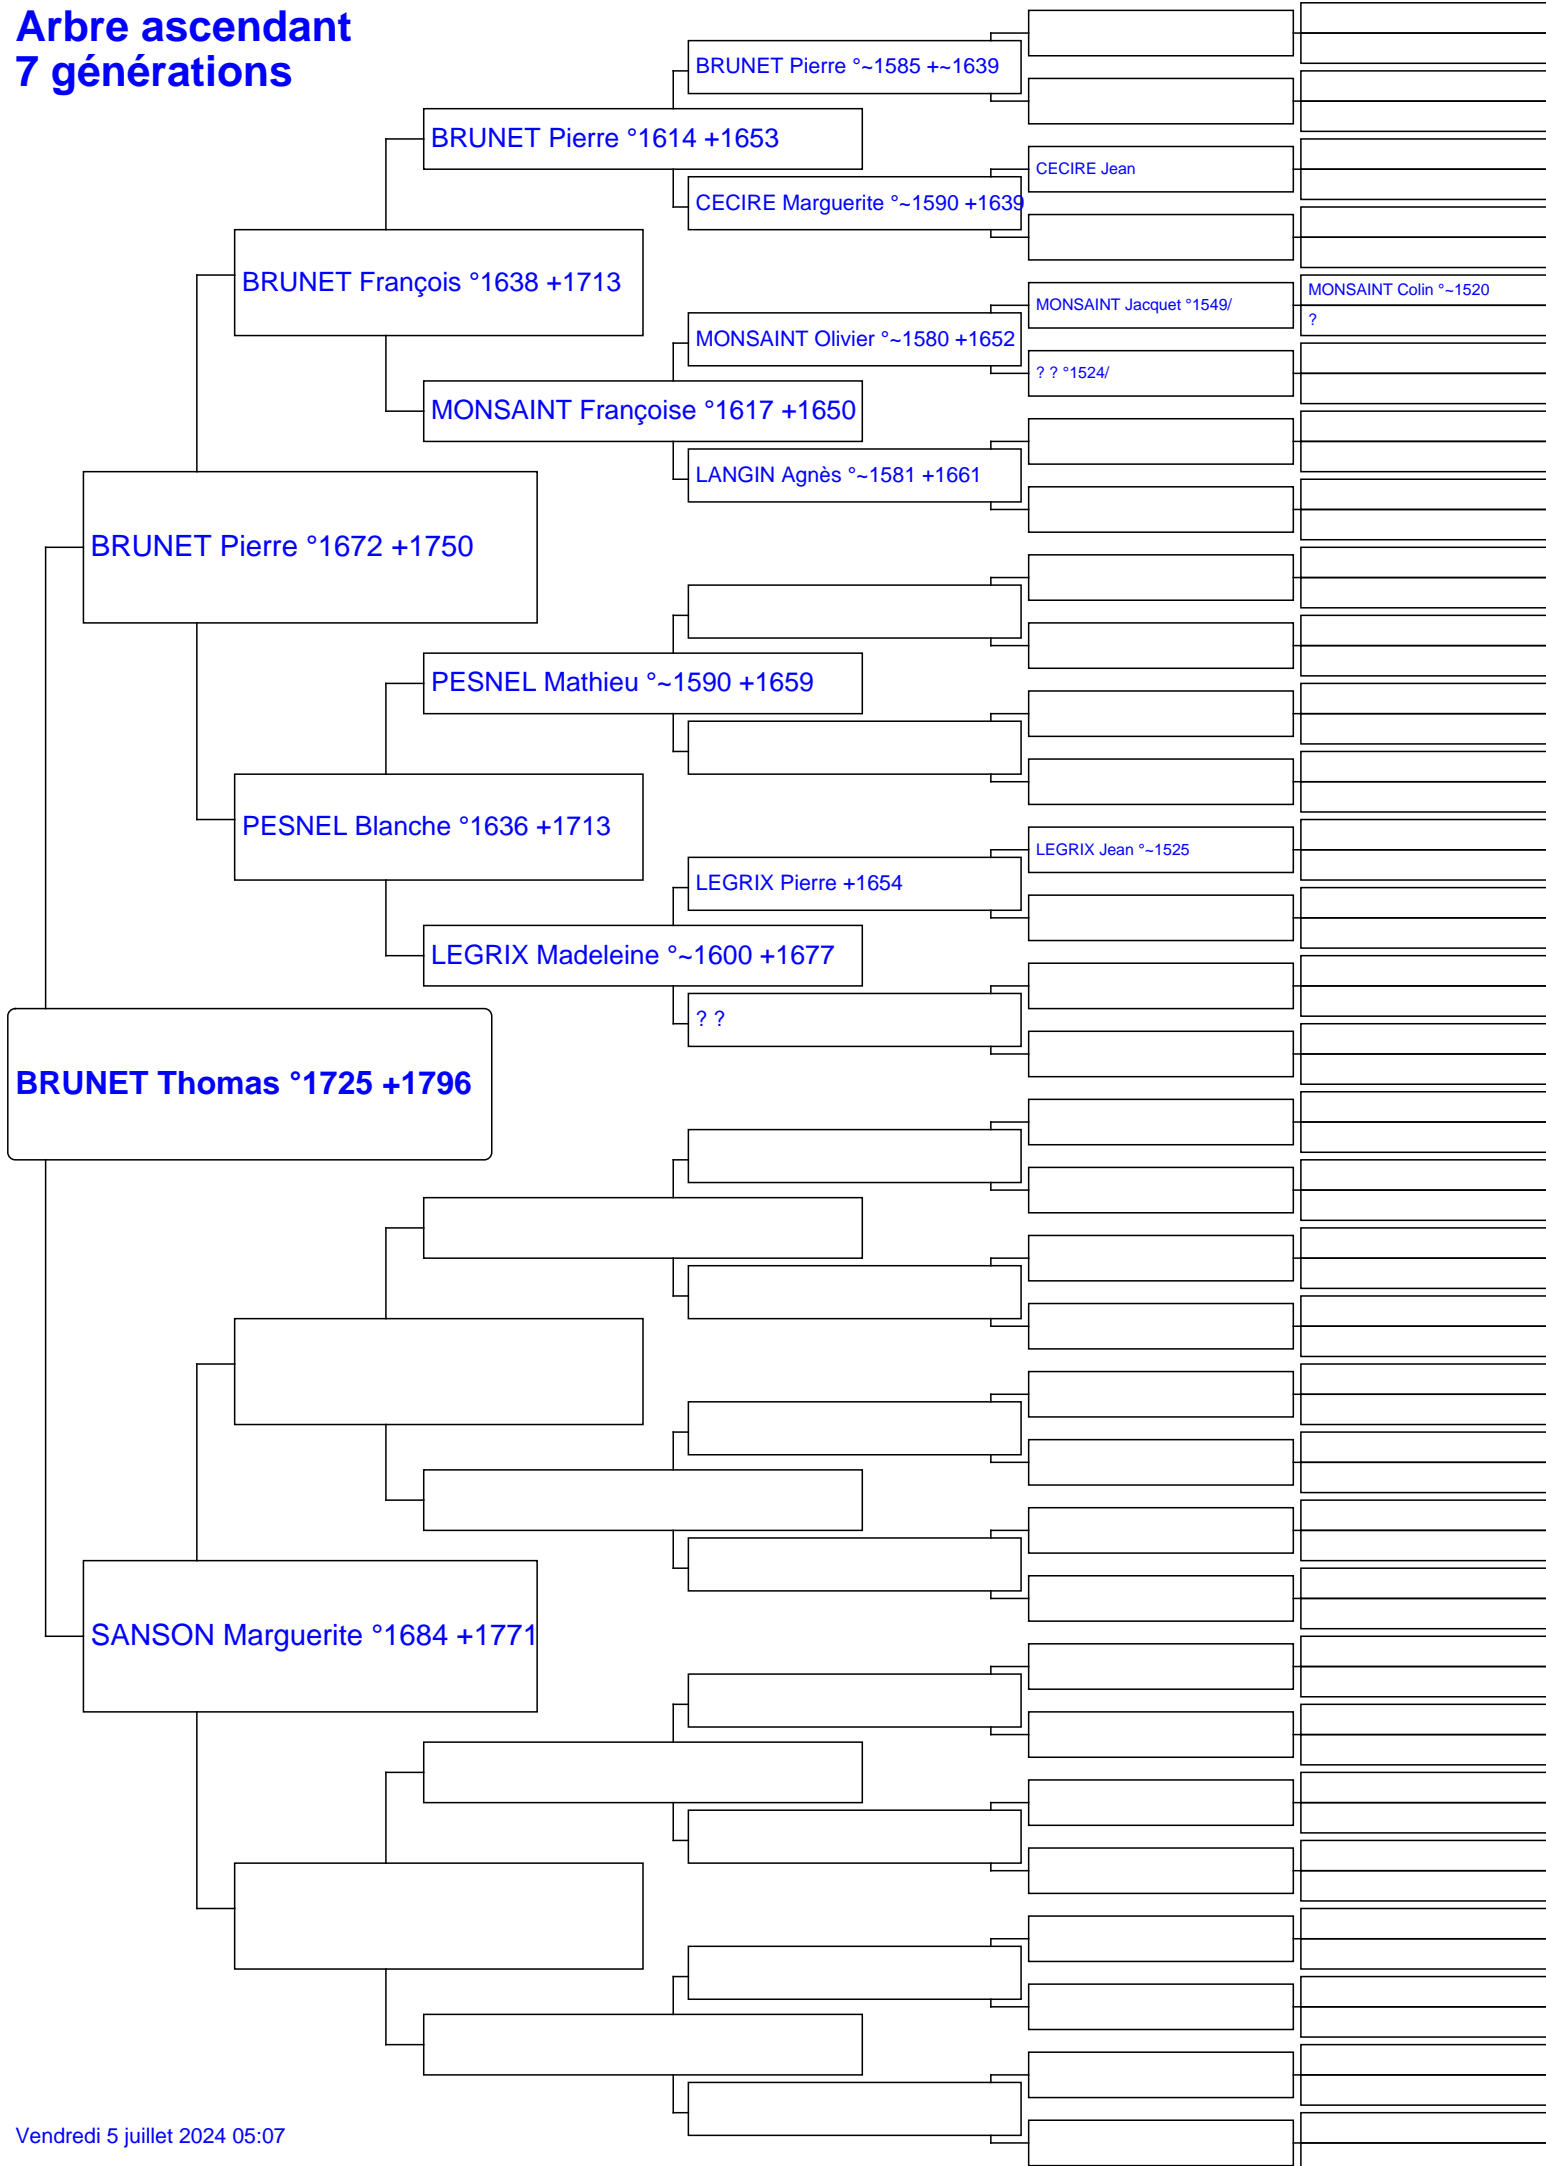 Arbre ascendant
7 générations
BRUNET Pierre °~1585 +~1639
BRUNET Pierre °1614 +1653
CECIRE Jean
CECIRE Marguerite °~1590 +1639
BRUNET François °1638 +1713
MONSAINT Colin °~1520
MONSAINT Jacquet °1549/
?
MONSAINT Olivier °~1580 +1652
? ? °1524/
MONSAINT Françoise °1617 +1650
LANGIN Agnès °~1581 +1661
BRUNET Pierre °1672 +1750
PESNEL Mathieu °~1590 +1659
PESNEL Blanche °1636 +1713
LEGRIX Jean °~1525
LEGRIX Pierre +1654
LEGRIX Madeleine °~1600 +1677
? ?
BRUNET Thomas °1725 +1796
SANSON Marguerite °1684 +1771
Vendredi 5 juillet 2024 05:07